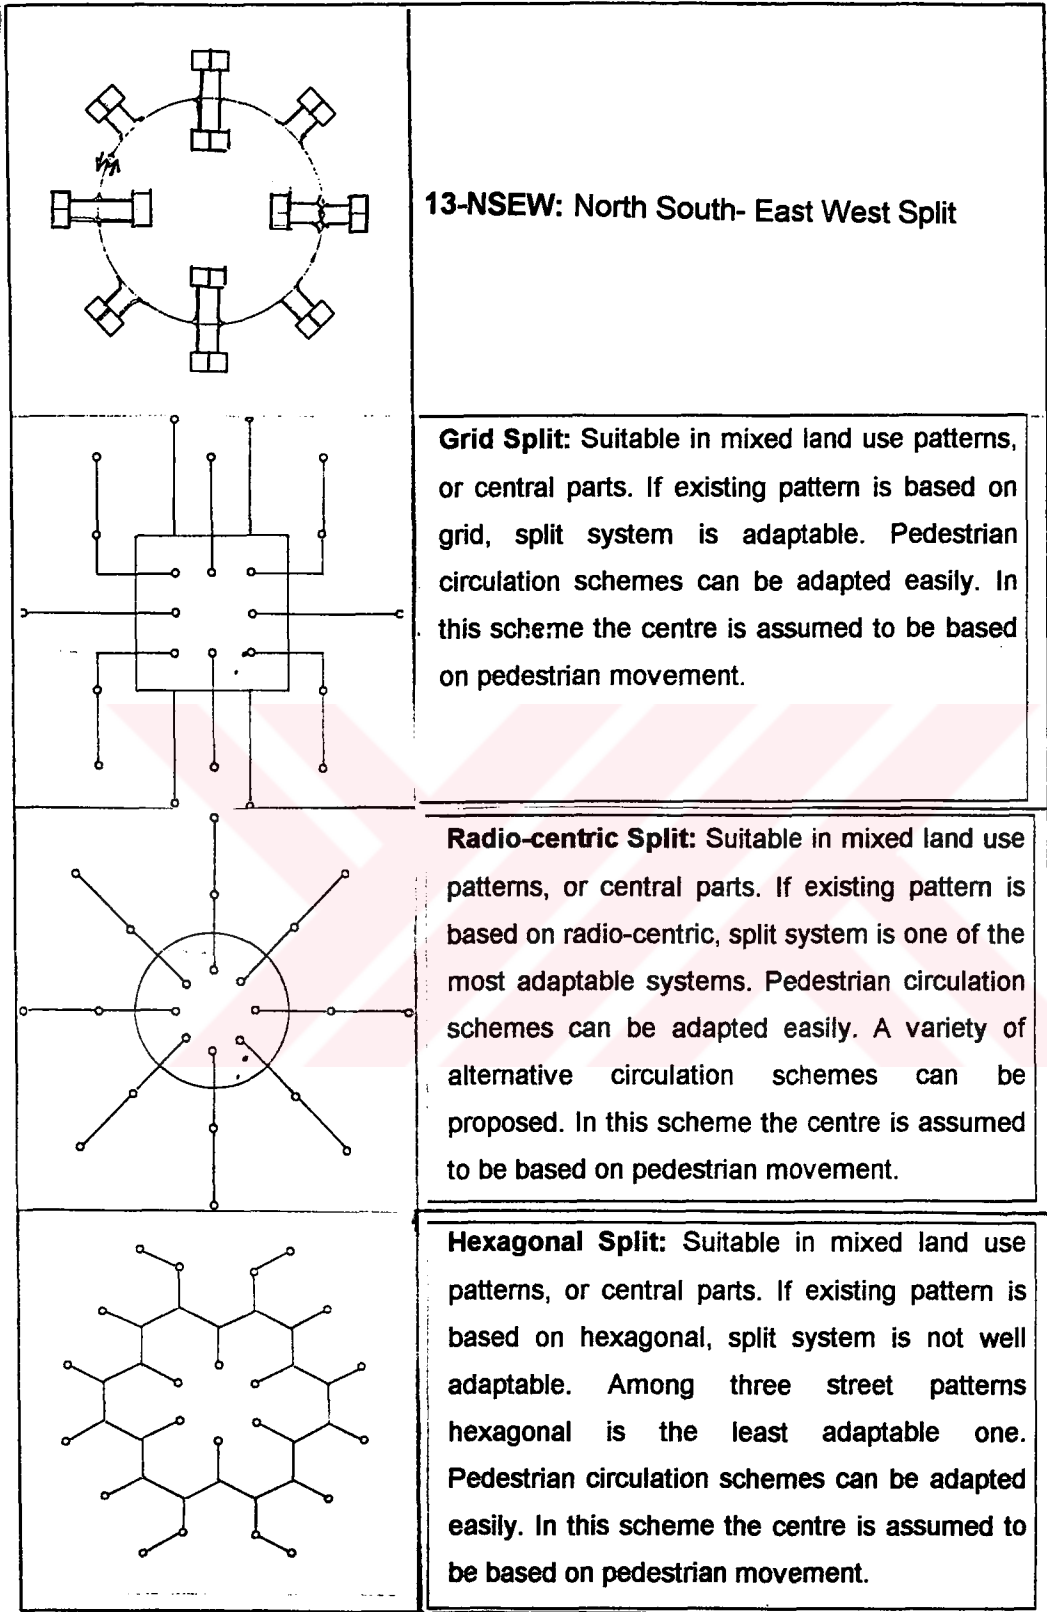 13-NSEW: North South- East West Split
Grid Split: Suitable in mixed land use patterns,
or central parts. If existing pattern is based on
grid, split system is adaptable. Pedestrian
circulation schemes can be adapted easily. In
this scheme the centre is assumed to be based
on pedestrian movement.
Radio-centric Split: Suitable in mixed land use
patterns, or central parts. If existing pattern is
based on radio-centric, split system is one of the
most adaptable systems. Pedestrian circulation
schemes can be adapted easily. A variety of
alternative circulation schemes can be
proposed. In this scheme the centre is assumed
to be based on pedestrian movement.
Hexagonal Split: Suitable in mixed land use
patterns, or central parts. If existing pattern is
based on hexagonal, split system is not well
adaptable. Among three street patterns
hexagonal is the least adaptable one.
Pedestrian circulation schemes can be adapted
easily. In this scheme the centre is assumed to
be based on pedestrian movement.